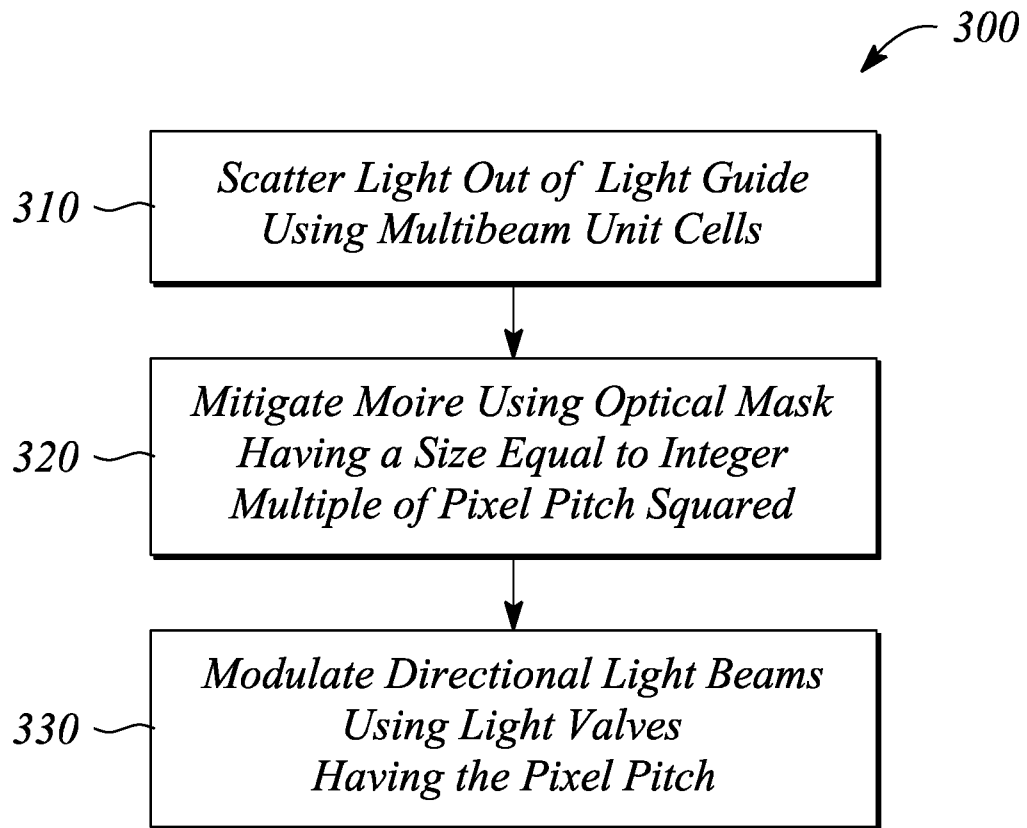 300
310
Scatter Light Out of Light Guide
Using Multibeam Unit Cells
320
Mitigate Moire Using Optical Mask
Having a Size Equal to Integer
Multiple of Pixel Pitch Squared
330
Modulate Directional Light Beams
Using Light Valves
Having the Pixel Pitch